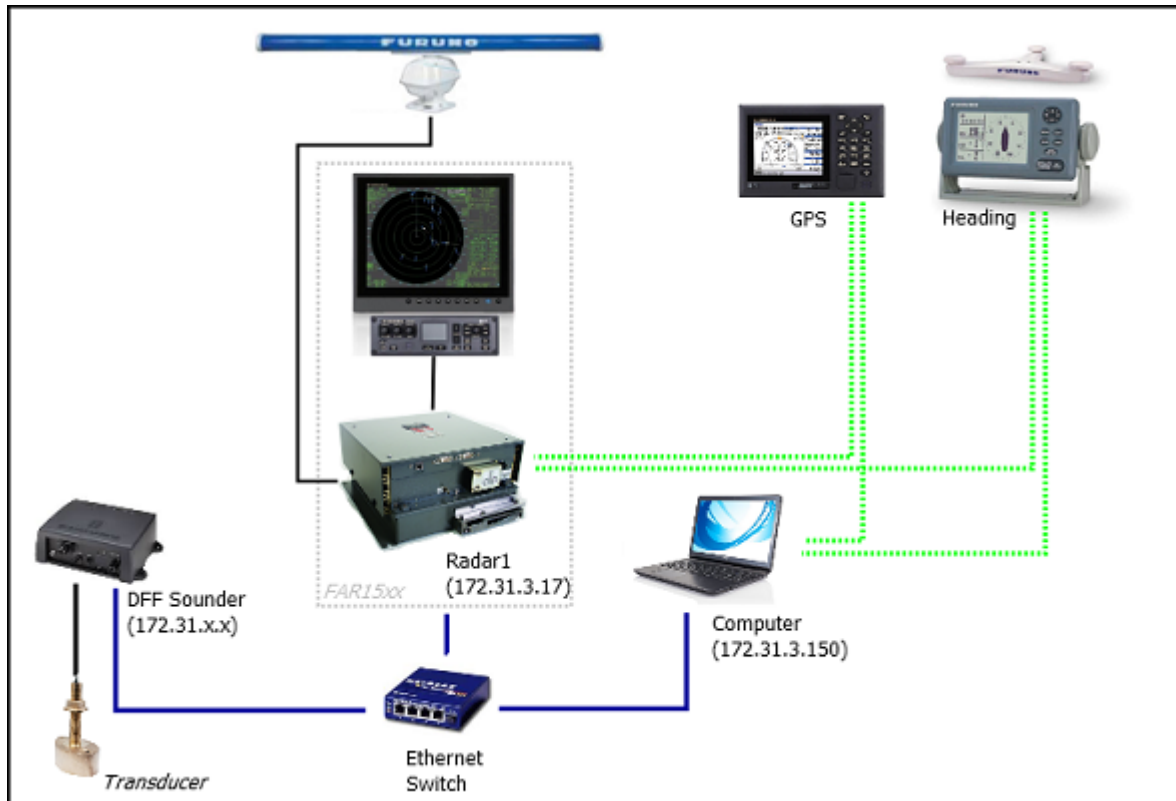 FURUNO
FURUNO
GPS
Heading
Radar1
(172.31.3.17)
FAR15xx
DFF Sounder
(172.31.x.x)
Computer
(172.31.3.150)
Ethernet
Switch
Transducer